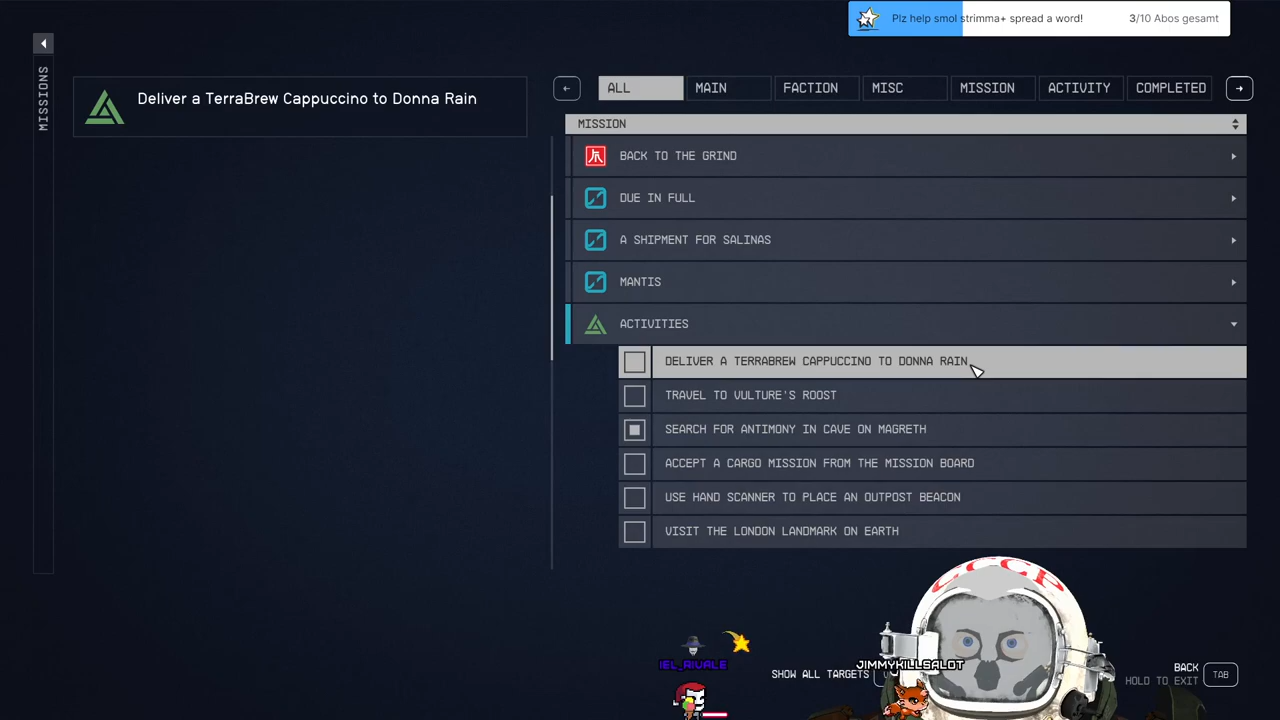 Plz help smol strimma+ spread a word! 3/10 Abos gesamt
MISSIONS
Deliver a TerraBrew Cappuccino to Donna Rain
ALL MAIN FACTION MISC MISSION ACTIVITY COMPLETED
MISSION
BACK TO THE GRIND
DUE IN FULL
A SHIPMENT FOR SALINAS
MANTIS
ACTIVITIES
DELIVER A TERRABREW CAPPUCCINO TO DONNA RAIN
TRAVEL TO VULTURE'S ROOST
SEARCH FOR ANTIMONY IN CAVE ON MAGRETH
ACCEPT A CARGO MISSION FROM THE MISSION BOARD
USE HAND SCANNER TO PLACE AN OUTPOST BEACON
VISIT THE LONDON LANDMARK ON EARTH
CCCP
IEL_RIVALE
JIMMYKILLSALOT
SHOW ALL TARGETS
BACK
HOLD TO EXIT
TAB